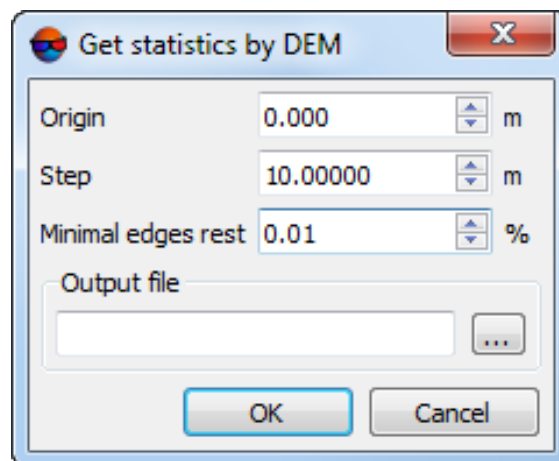 Get statistics by DEM
Origin 0.000 m
Step 10.00000 m
Minimal edges rest 0.01 %
Output file
...
OK Cancel